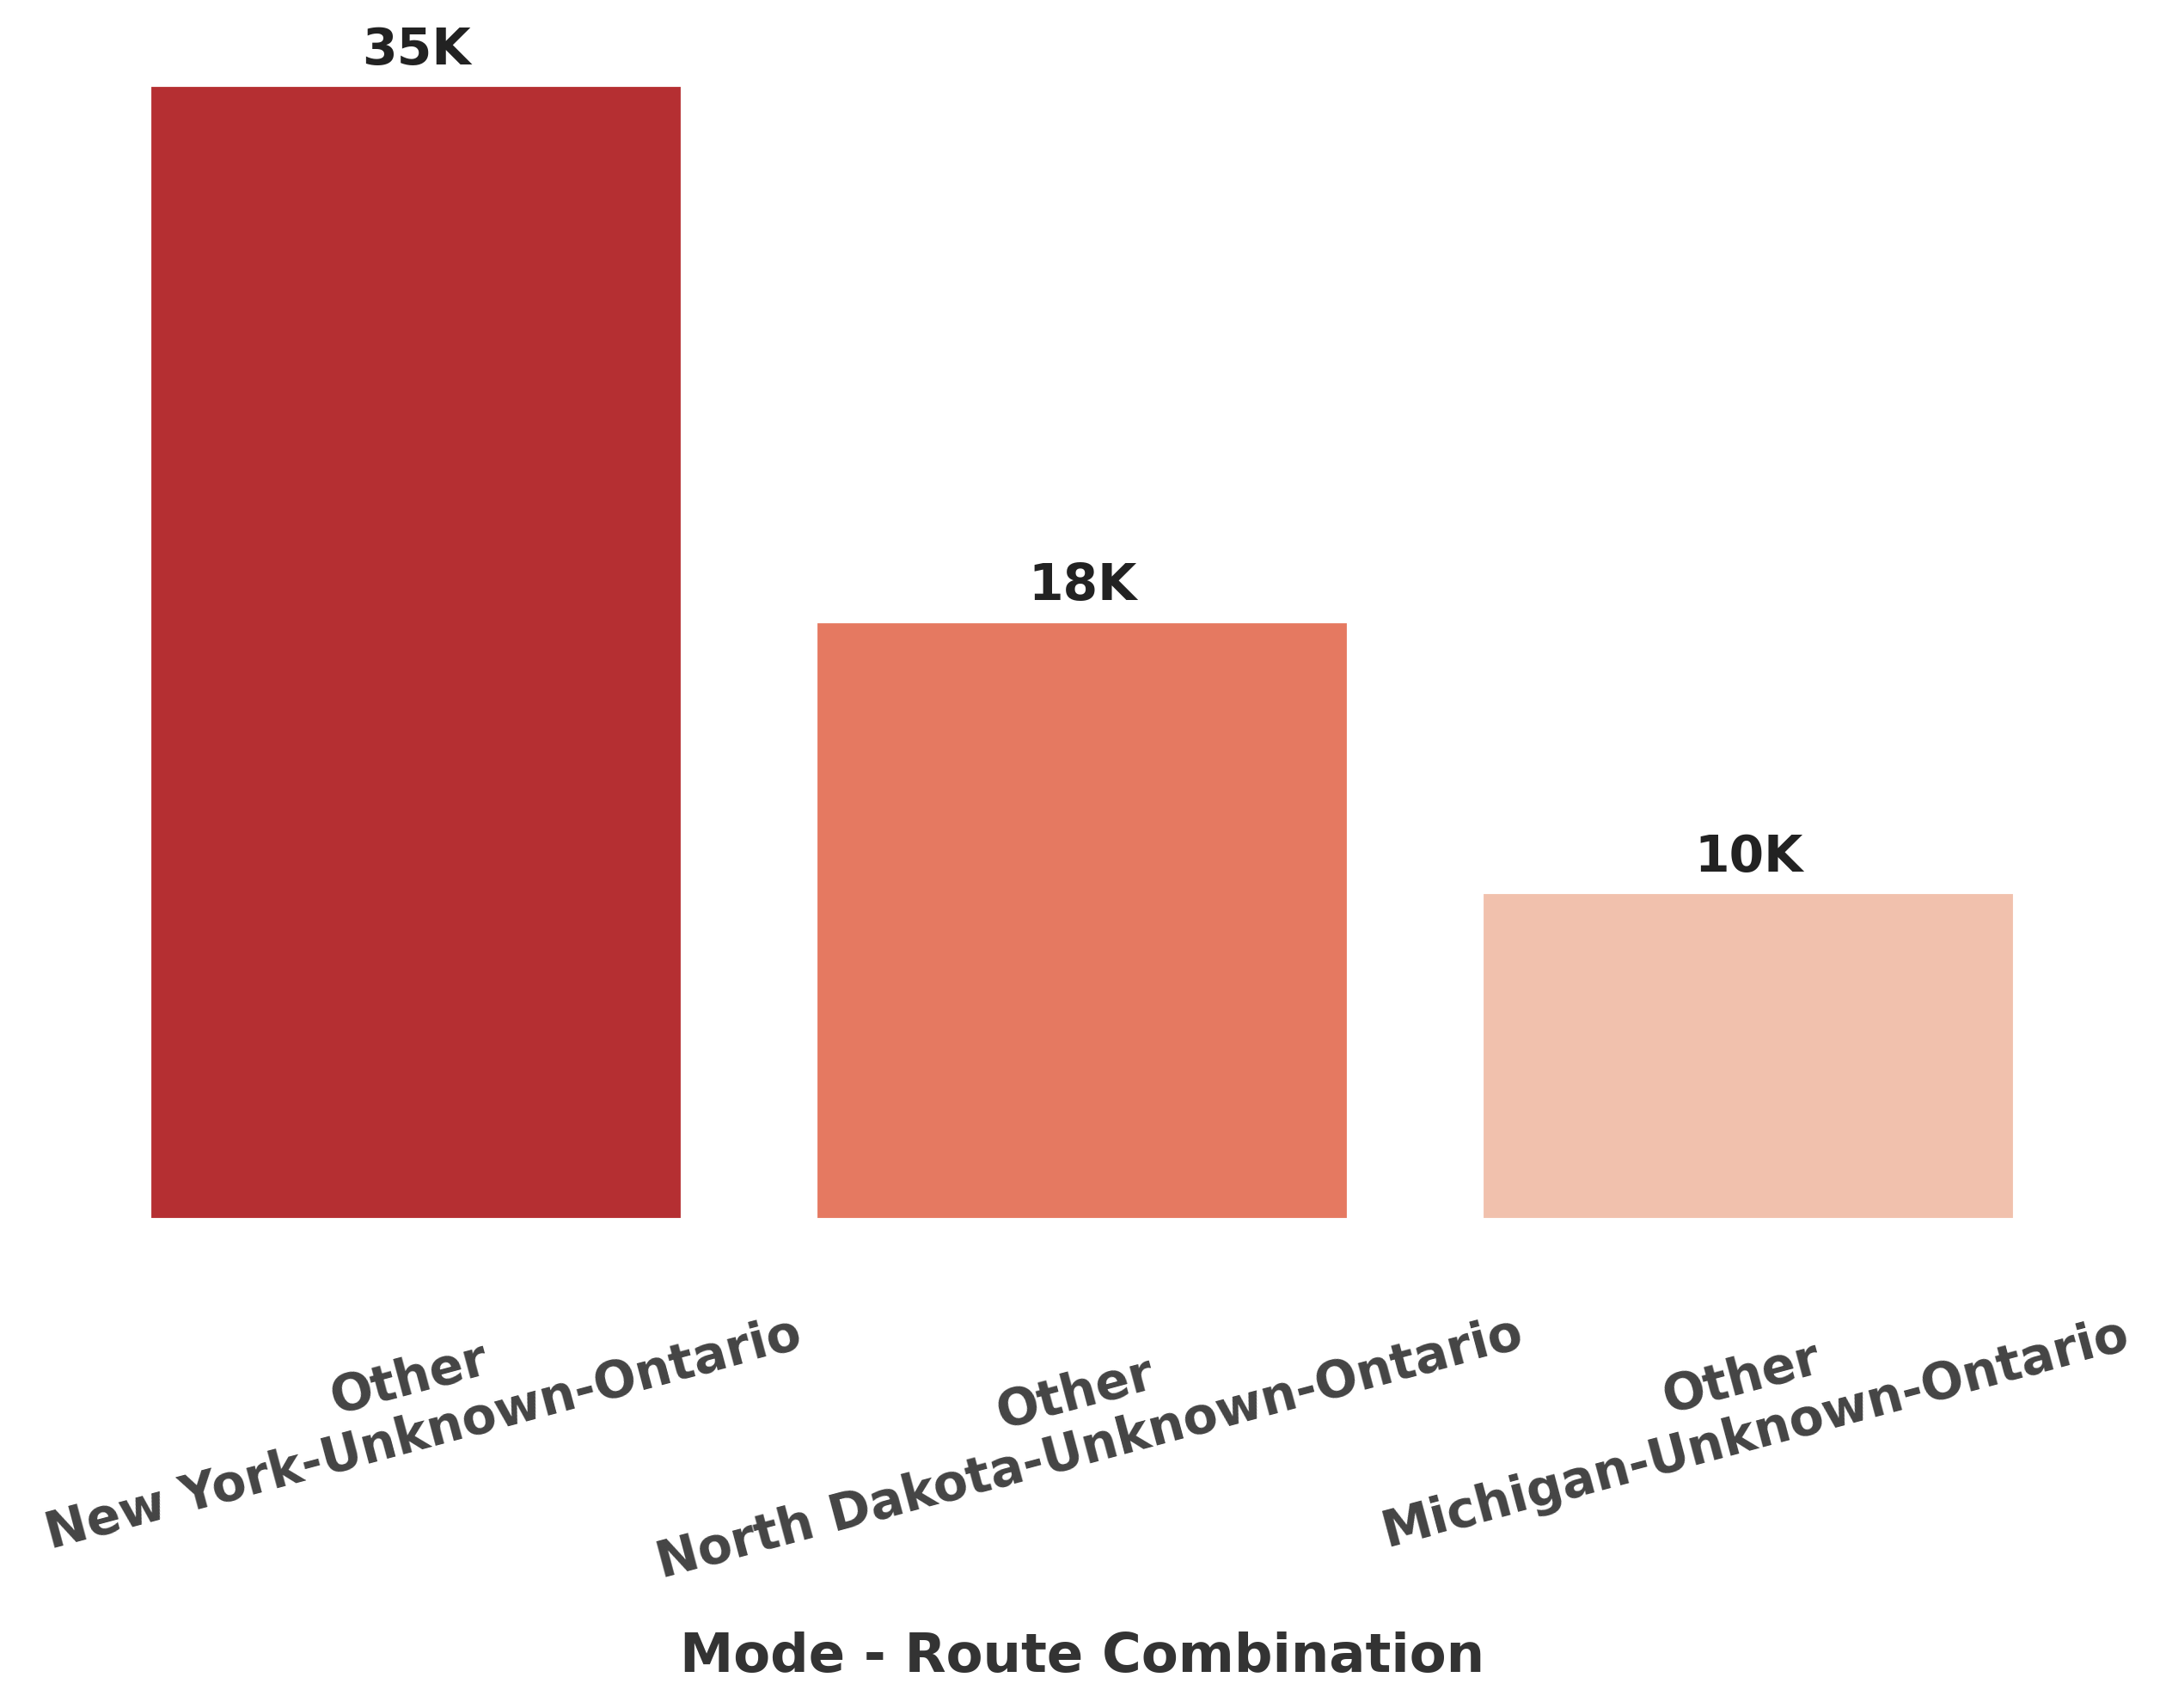 35K
18K
10K
Other
New York-Unknown-Ontario
Other
North Dakota-Unknown-Ontario
Other
Michigan-Unknown-Ontario
Mode - Route Combination